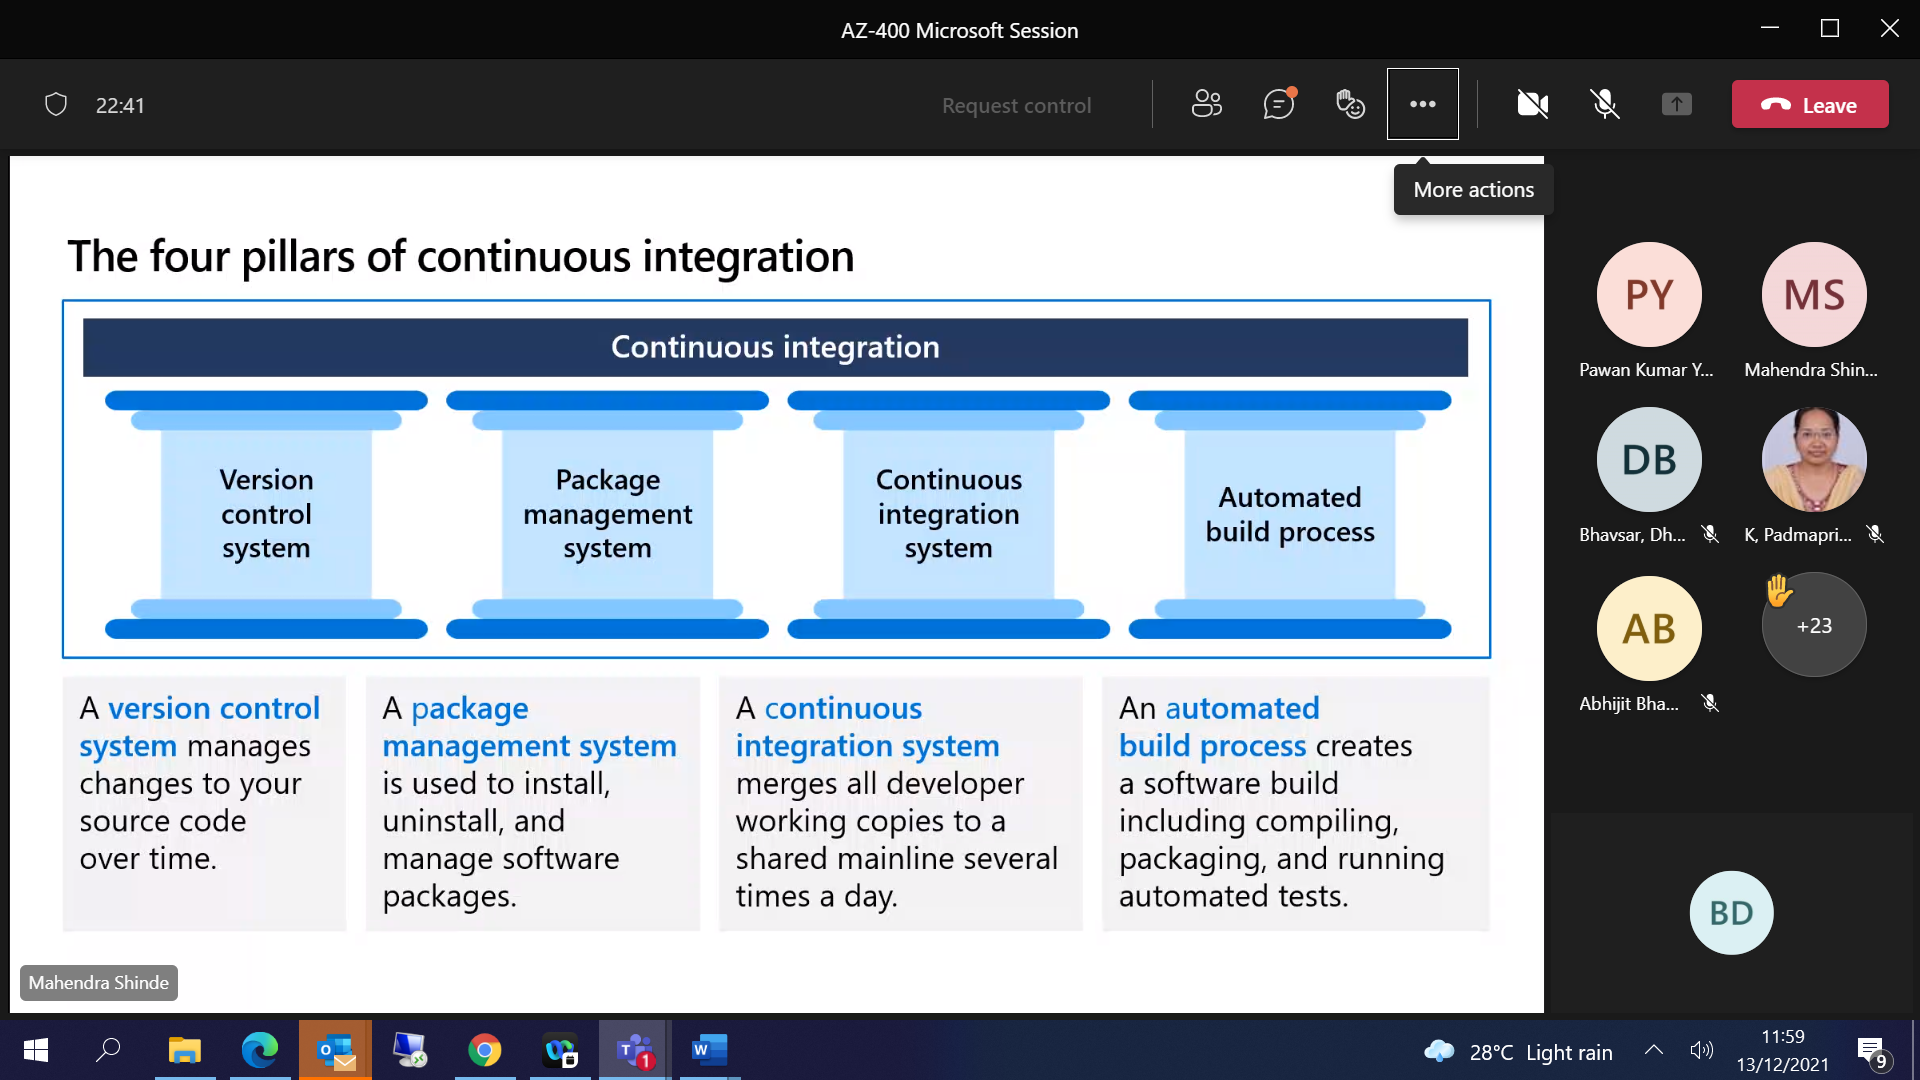 AZ-400 Microsoft Session
22:41
Request control
Leave
More actions
The four pillars of continuous integration
Continuous integration
Version
control
system
Package
management
system
Continuous
integration
system
Automated
build process
A version control
system manages
changes to your
source code
over time.
A package
management system
is used to install,
uninstall, and
manage software
packages.
A continuous
integration system
merges all developer
working copies to a
shared mainline several
times a day.
An automated
build process creates
a software build
including compiling,
packaging, and running
automated tests.
Mahendra Shinde
PY
Pawan Kumar Y...
MS
Mahendra Shin...
DB
Bhavsar, Dh...
K, Padmapri...
AB
Abhijit Bha...
+23
BD
28°C Light rain
11:59
13/12/2021
9
1